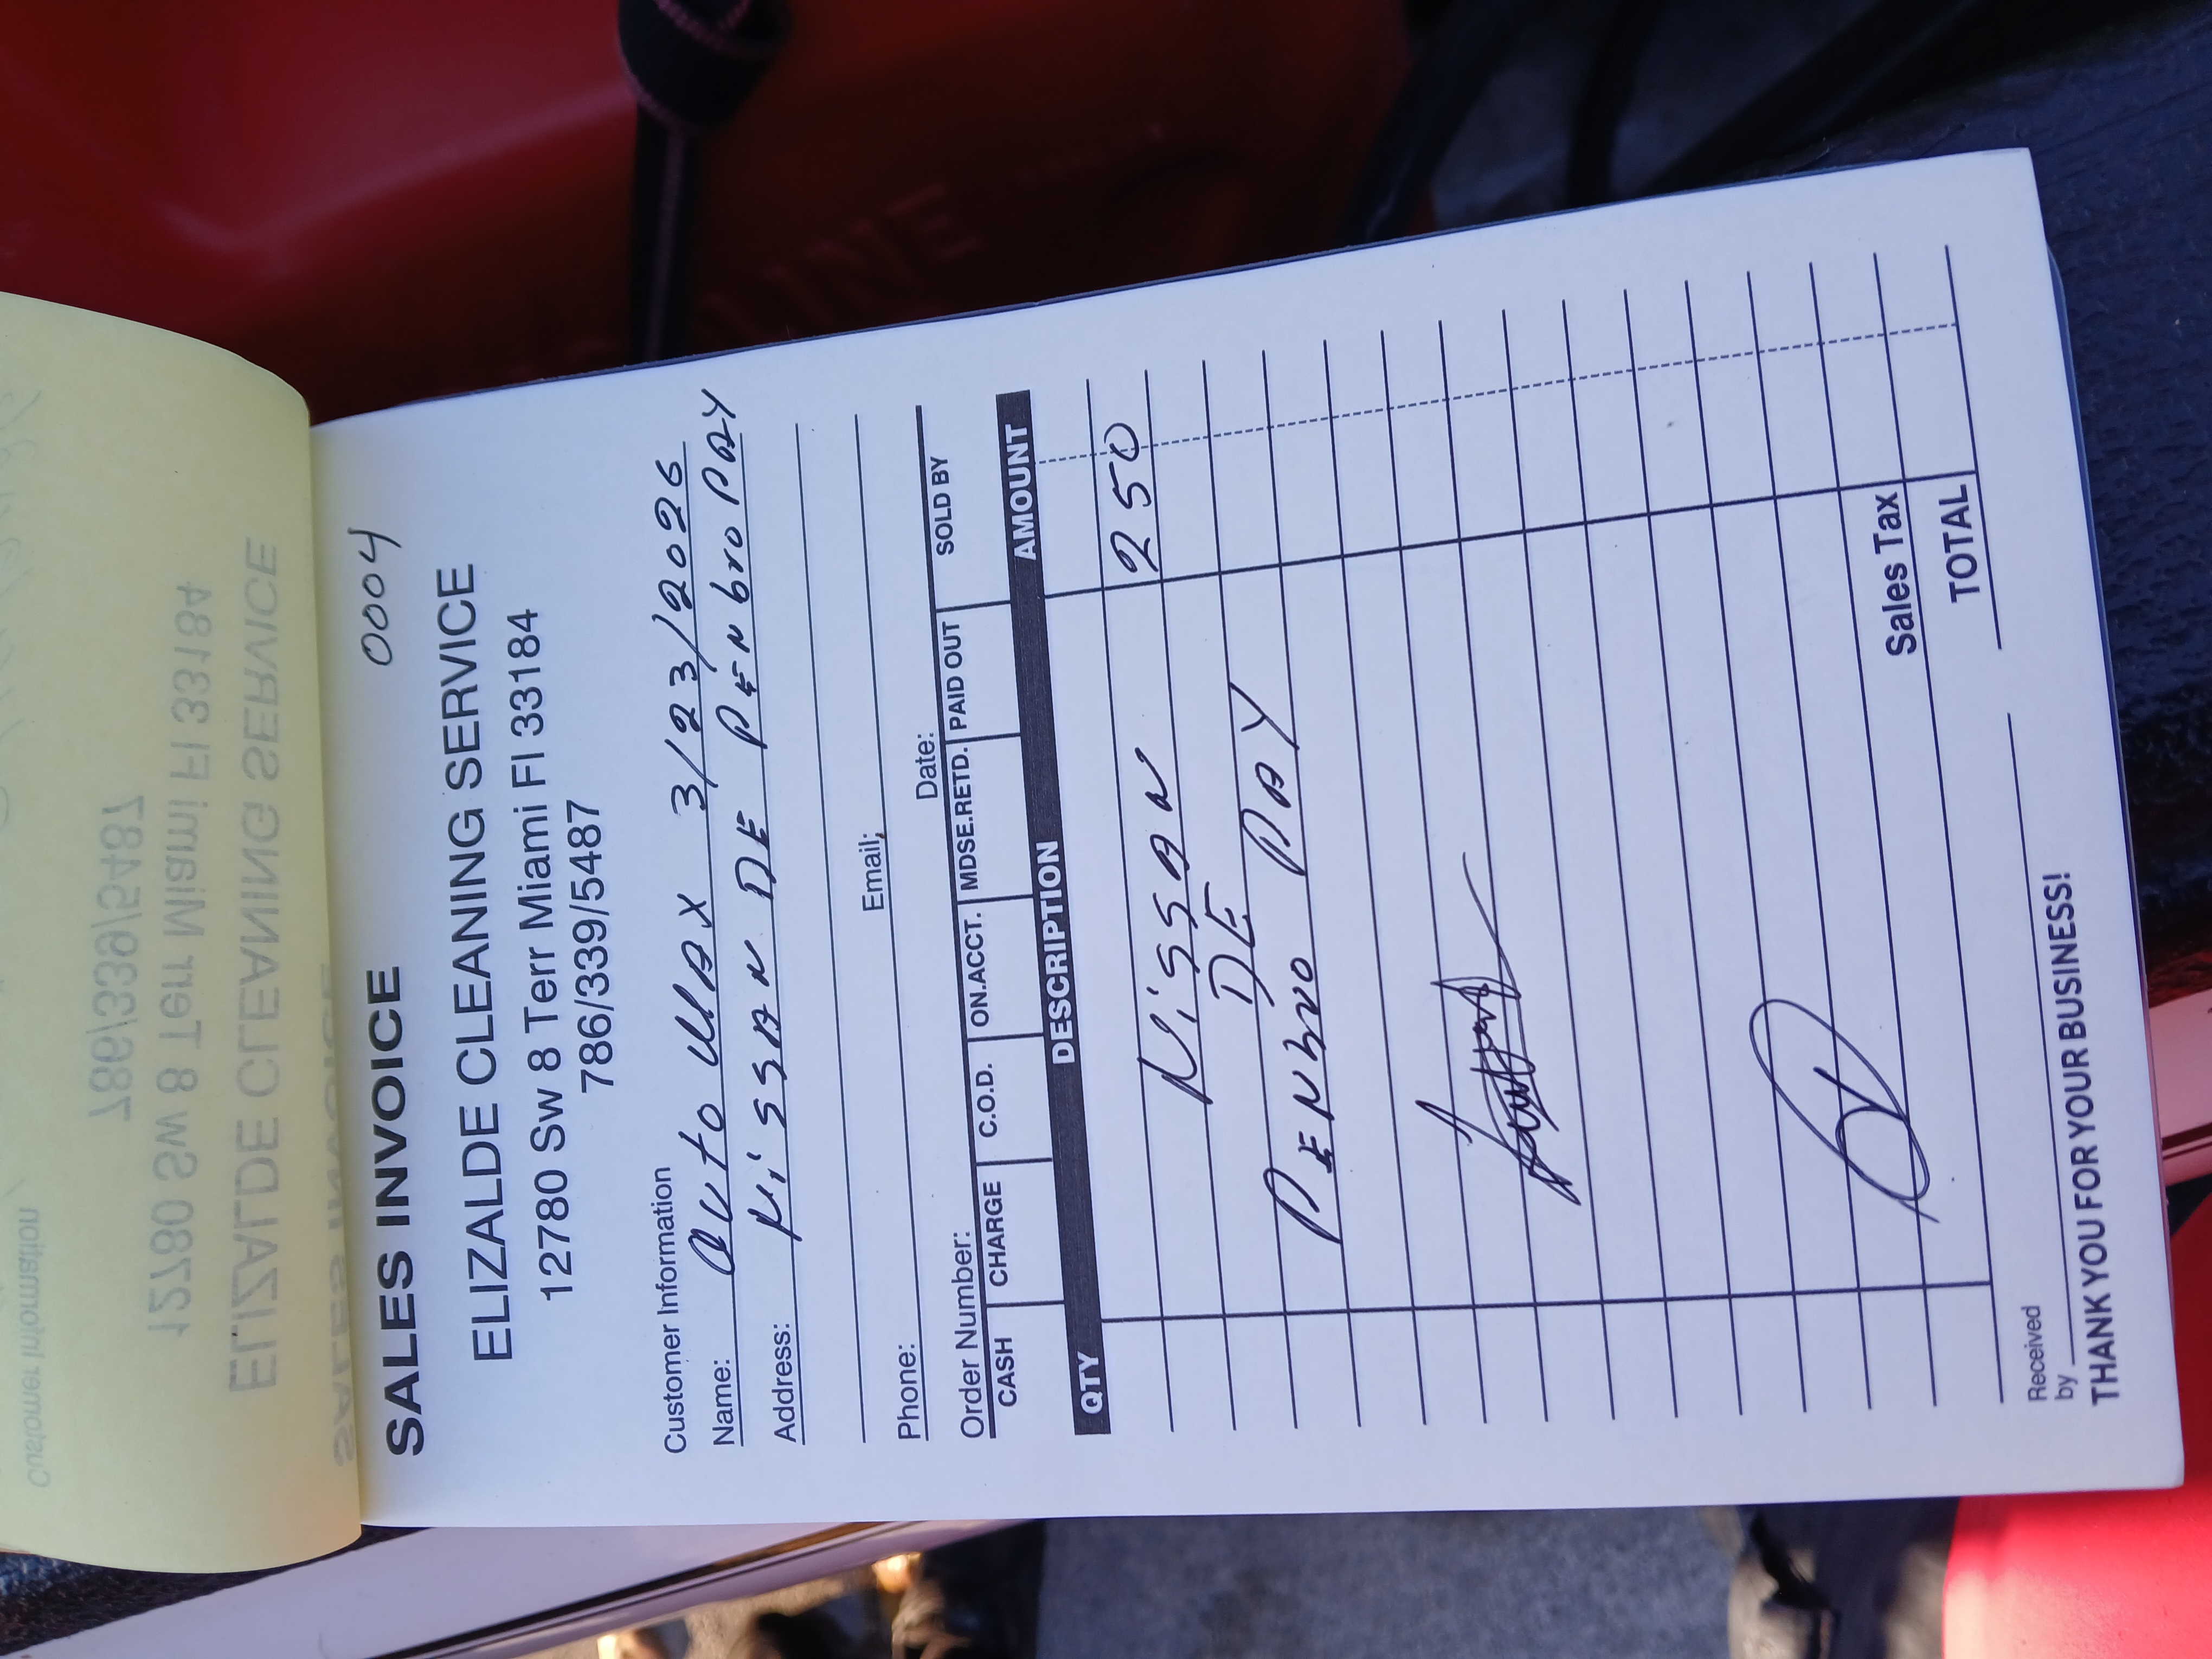 SALES INVOICE
0004
ELIZALDE CLEANING SERVICE
12780 Sw 8 Terr Miami Fl 33184
786/339/5487
Customer Information
Name: Auto Max 3/23/2026
Address: Nissan DE PENbro PAY
Email;
Phone:
Date:
Order Number:
CASH CHARGE C.O.D. ON.ACCT. MDSE.RETD. PAID OUT SOLD BY
QTY DESCRIPTION AMOUNT
Nissan 250
DE
PENBRO PAY
Sales Tax
TOTAL
Received
by
THANK YOU FOR YOUR BUSINESS!